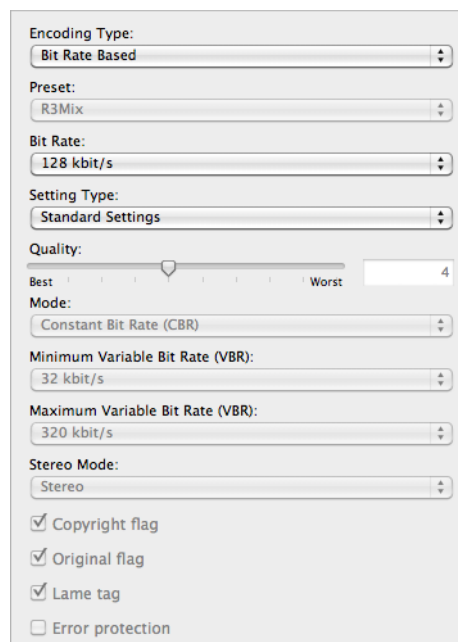 Encoding Type:
Bit Rate Based
Preset:
R3Mix
Bit Rate:
128 kbit/s
Setting Type:
Standard Settings
Quality:
4
Best Worst
Mode:
Constant Bit Rate (CBR)
Minimum Variable Bit Rate (VBR):
32 kbit/s
Maximum Variable Bit Rate (VBR):
320 kbit/s
Stereo Mode:
Stereo
Copyright flag
Original flag
Lame tag
Error protection